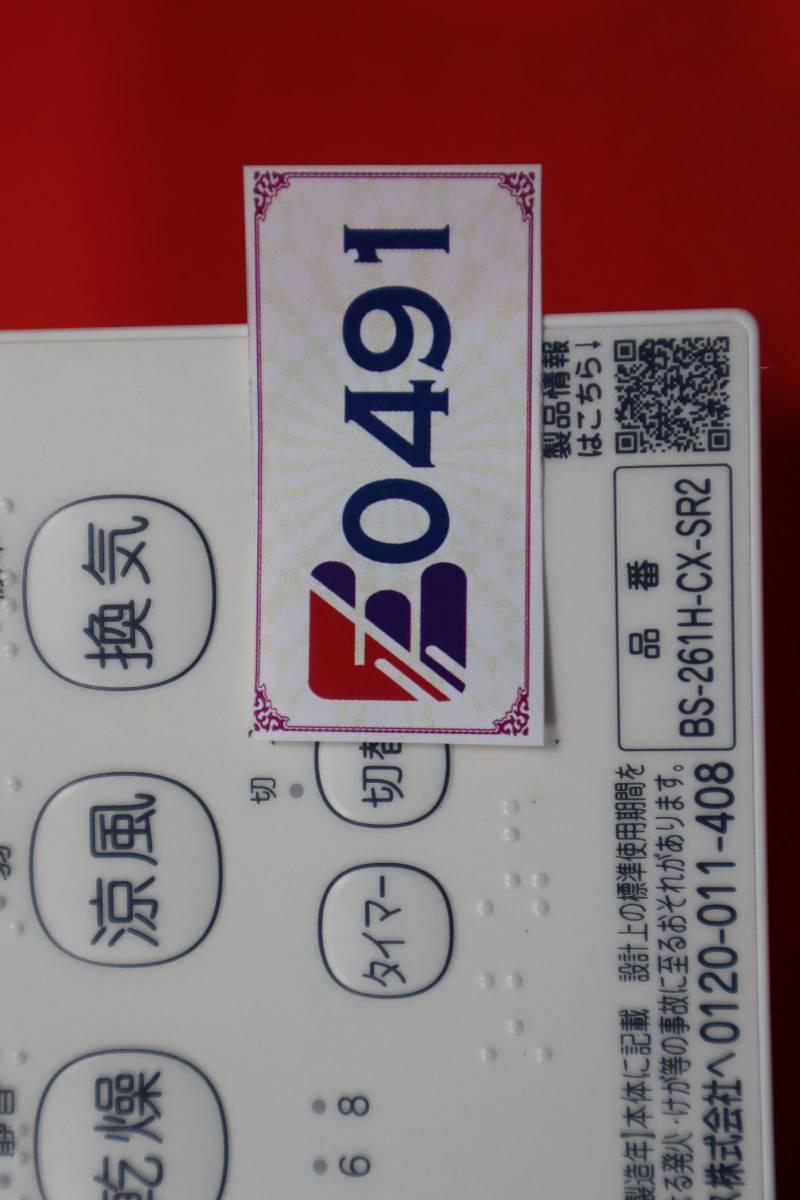 0491
製品情報
はこちら↓
品番
BS-261H-CX-SR2
換気
涼風
乾燥
切
切替
タイマー
8
6
製造年】本体に記載 設計上の標準使用期間を
る発火・けが等の事故に至るおそれがあります。
株式会社へ0120-011-408